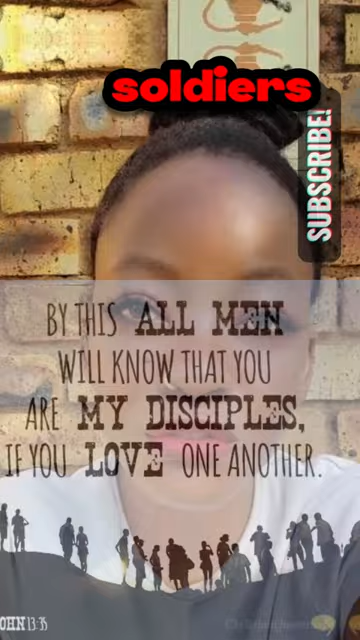 soldiers
SUBSCRIBE!
BY THIS ALL MEN
WILL KNOW THAT YOU
ARE MY DISCIPLES,
IF YOU LOVE ONE ANOTHER.
OHN 13:35